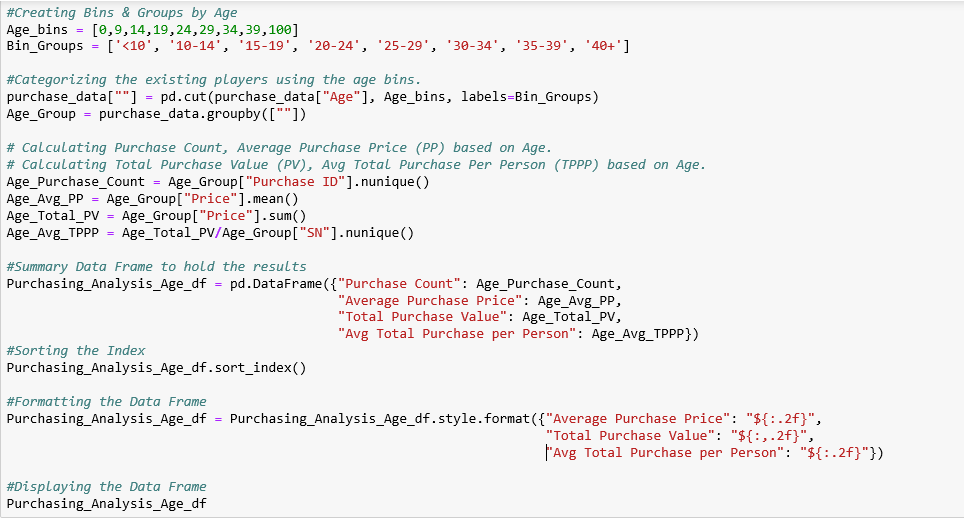 #Creating Bins & Groups by Age
Age_bins = [0,9,14,19,24,29,34,39,100]
Bin_Groups = ['<10', '10-14', '15-19', '20-24', '25-29', '30-34', '35-39', '40+']
#Categorizing the existing players using the age bins.
purchase_data[""] = pd.cut(purchase_data["Age"], Age_bins, labels=Bin_Groups)
Age_Group = purchase_data.groupby([""])
# Calculating Purchase Count, Average Purchase Price (PP) based on Age.
# Calculating Total Purchase Value (PV), Avg Total Purchase Per Person (TPPP) based on Age.
Age_Purchase_Count = Age_Group["Purchase ID"].nunique()
Age_Avg_PP = Age_Group["Price"].mean()
Age_Total_PV = Age_Group["Price"].sum()
Age_Avg_TPPP = Age_Total_PV/Age_Group["SN"].nunique()
#Summary Data Frame to hold the results
Purchasing_Analysis_Age_df = pd.DataFrame({"Purchase Count": Age_Purchase_Count,
"Average Purchase Price": Age_Avg_PP,
"Total Purchase Value": Age_Total_PV,
"Avg Total Purchase per Person": Age_Avg_TPPP})
#Sorting the Index
Purchasing_Analysis_Age_df.sort_index()
#Formatting the Data Frame
Purchasing_Analysis_Age_df = Purchasing_Analysis_Age_df.style.format({"Average Purchase Price": "${:.2f}",
"Total Purchase Value": "${:,.2f}",
"Avg Total Purchase per Person": "${:.2f}"})
#Displaying the Data Frame
Purchasing_Analysis_Age_df